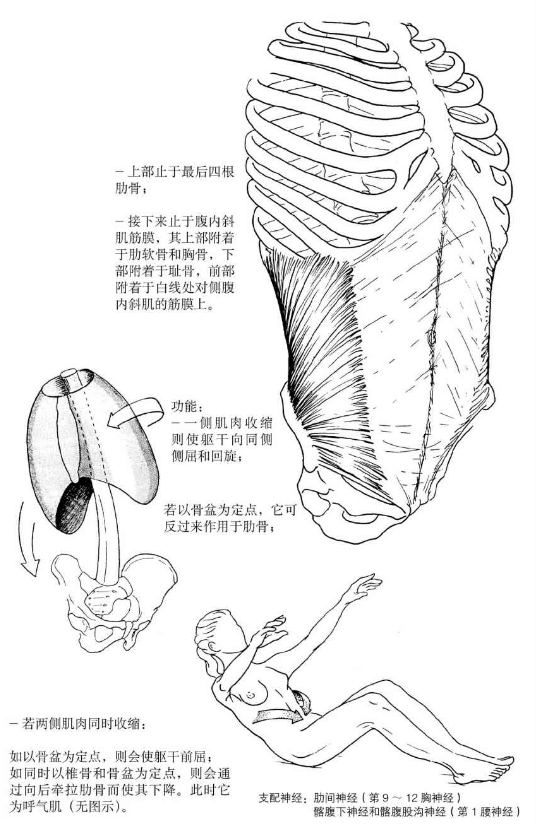 – 上部止于最后四根
肋骨；
– 接下来止于腹内斜
肌筋膜，其上部附着
于肋软骨和胸骨，下
部附着于耻骨，前部
附着于白线处对侧腹
内斜肌的筋膜上。
功能：
– 一侧肌肉收缩
则使躯干向同侧
侧屈和回旋；
若以骨盆为定点，它可
反过来作用于肋骨；
– 若两侧肌肉同时收缩：
如以骨盆为定点，则会使躯干前屈；
如同时以椎骨和骨盆为定点，则会通
过向后牵拉肋骨而使其下降。此时它
为呼气肌（无图示）。
支配神经：肋间神经（第 9 ～ 12 胸神经）
髂腹下神经和髂腹股沟神经（第 1 腰神经）